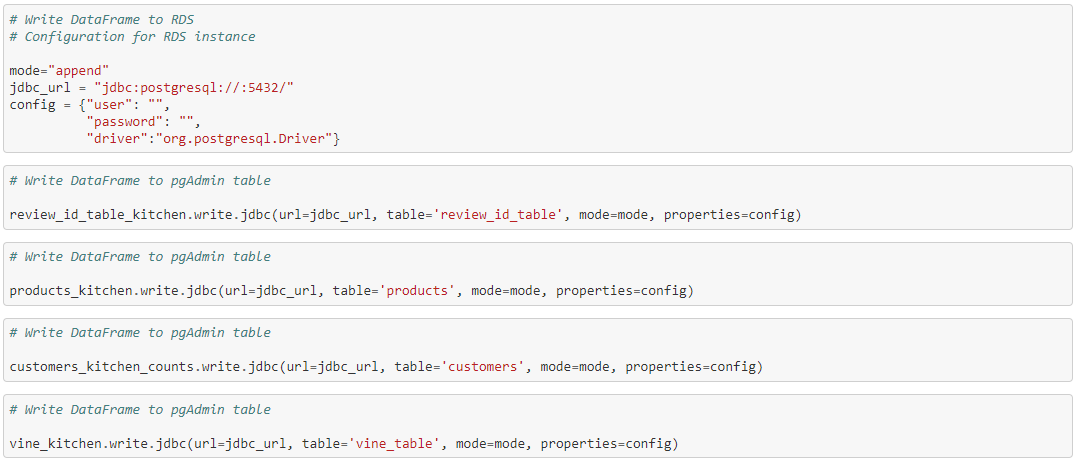 # Write DataFrame to RDS
# Configuration for RDS instance
mode="append"
jdbc_url = "jdbc:postgresql://:5432/"
config = {"user": "",
"password": "",
"driver":"org.postgresql.Driver"}
# Write DataFrame to pgAdmin table
review_id_table_kitchen.write.jdbc(url=jdbc_url, table='review_id_table', mode=mode, properties=config)
# Write DataFrame to pgAdmin table
products_kitchen.write.jdbc(url=jdbc_url, table='products', mode=mode, properties=config)
# Write DataFrame to pgAdmin table
customers_kitchen_counts.write.jdbc(url=jdbc_url, table='customers', mode=mode, properties=config)
# Write DataFrame to pgAdmin table
vine_kitchen.write.jdbc(url=jdbc_url, table='vine_table', mode=mode, properties=config)